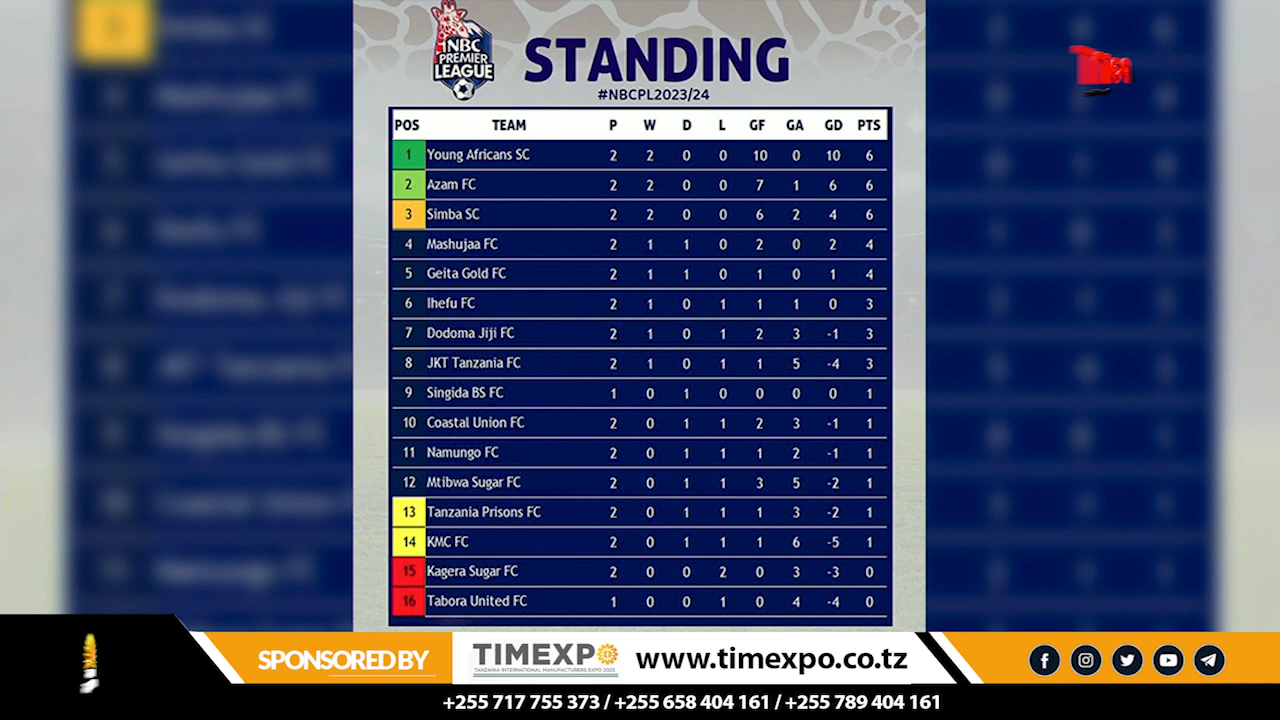 NBC
PREMIER
LEAGUE
STANDING
#NBCPL2023/24
POS TEAM P W D L GF GA GD PTS
1 Young Africans SC 2 2 0 0 10 0 10 6
2 Azam FC 2 2 0 0 7 1 6 6
3 Simba SC 2 2 0 0 6 2 4 6
4 Mashujaa FC 2 1 1 0 2 0 2 4
5 Geita Gold FC 2 1 1 0 1 0 1 4
6 Ihefu FC 2 1 0 1 1 1 0 3
7 Dodoma Jiji FC 2 1 0 1 2 3 -1 3
8 JKT Tanzania FC 2 1 0 1 1 5 -4 3
9 Singida BS FC 1 0 1 0 0 0 0 1
10 Coastal Union FC 2 0 1 1 2 3 -1 1
11 Namungo FC 2 0 1 1 1 2 -1 1
12 Mtibwa Sugar FC 2 0 1 1 3 5 -2 1
13 Tanzania Prisons FC 2 0 1 1 1 3 -2 1
14 KMC FC 2 0 1 1 1 6 -5 1
15 Kagera Sugar FC 2 0 0 2 0 3 -3 0
16 Tabora United FC 1 0 0 1 0 4 -4 0
SPONSORED BY
TIMEXPO
TANZANIA INTERNATIONAL MANUFACTURERS EXPO 2023
www.timexpo.co.tz
+255 717 755 373 / +255 658 404 161 / +255 789 404 161